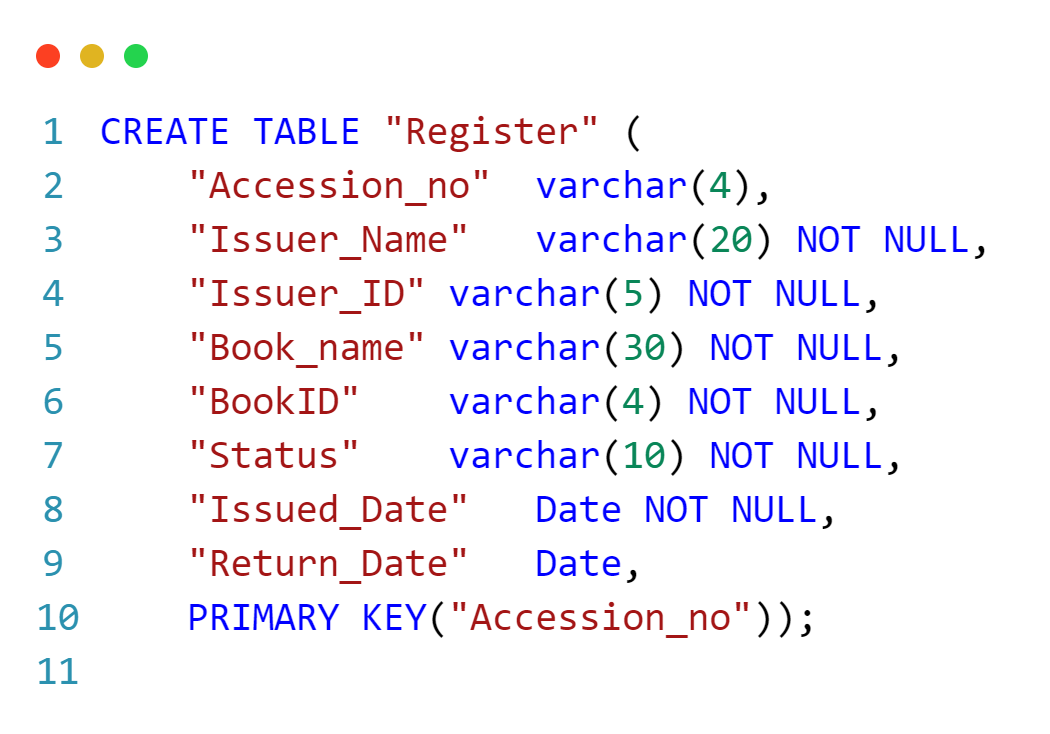 1 CREATE TABLE "Register" (
2     "Accession_no"  varchar(4),
3     "Issuer_Name"   varchar(20) NOT NULL,
4     "Issuer_ID" varchar(5) NOT NULL,
5     "Book_name" varchar(30) NOT NULL,
6     "BookID"    varchar(4) NOT NULL,
7     "Status"    varchar(10) NOT NULL,
8     "Issued_Date"   Date NOT NULL,
9     "Return_Date"   Date,
10     PRIMARY KEY("Accession_no"));
11